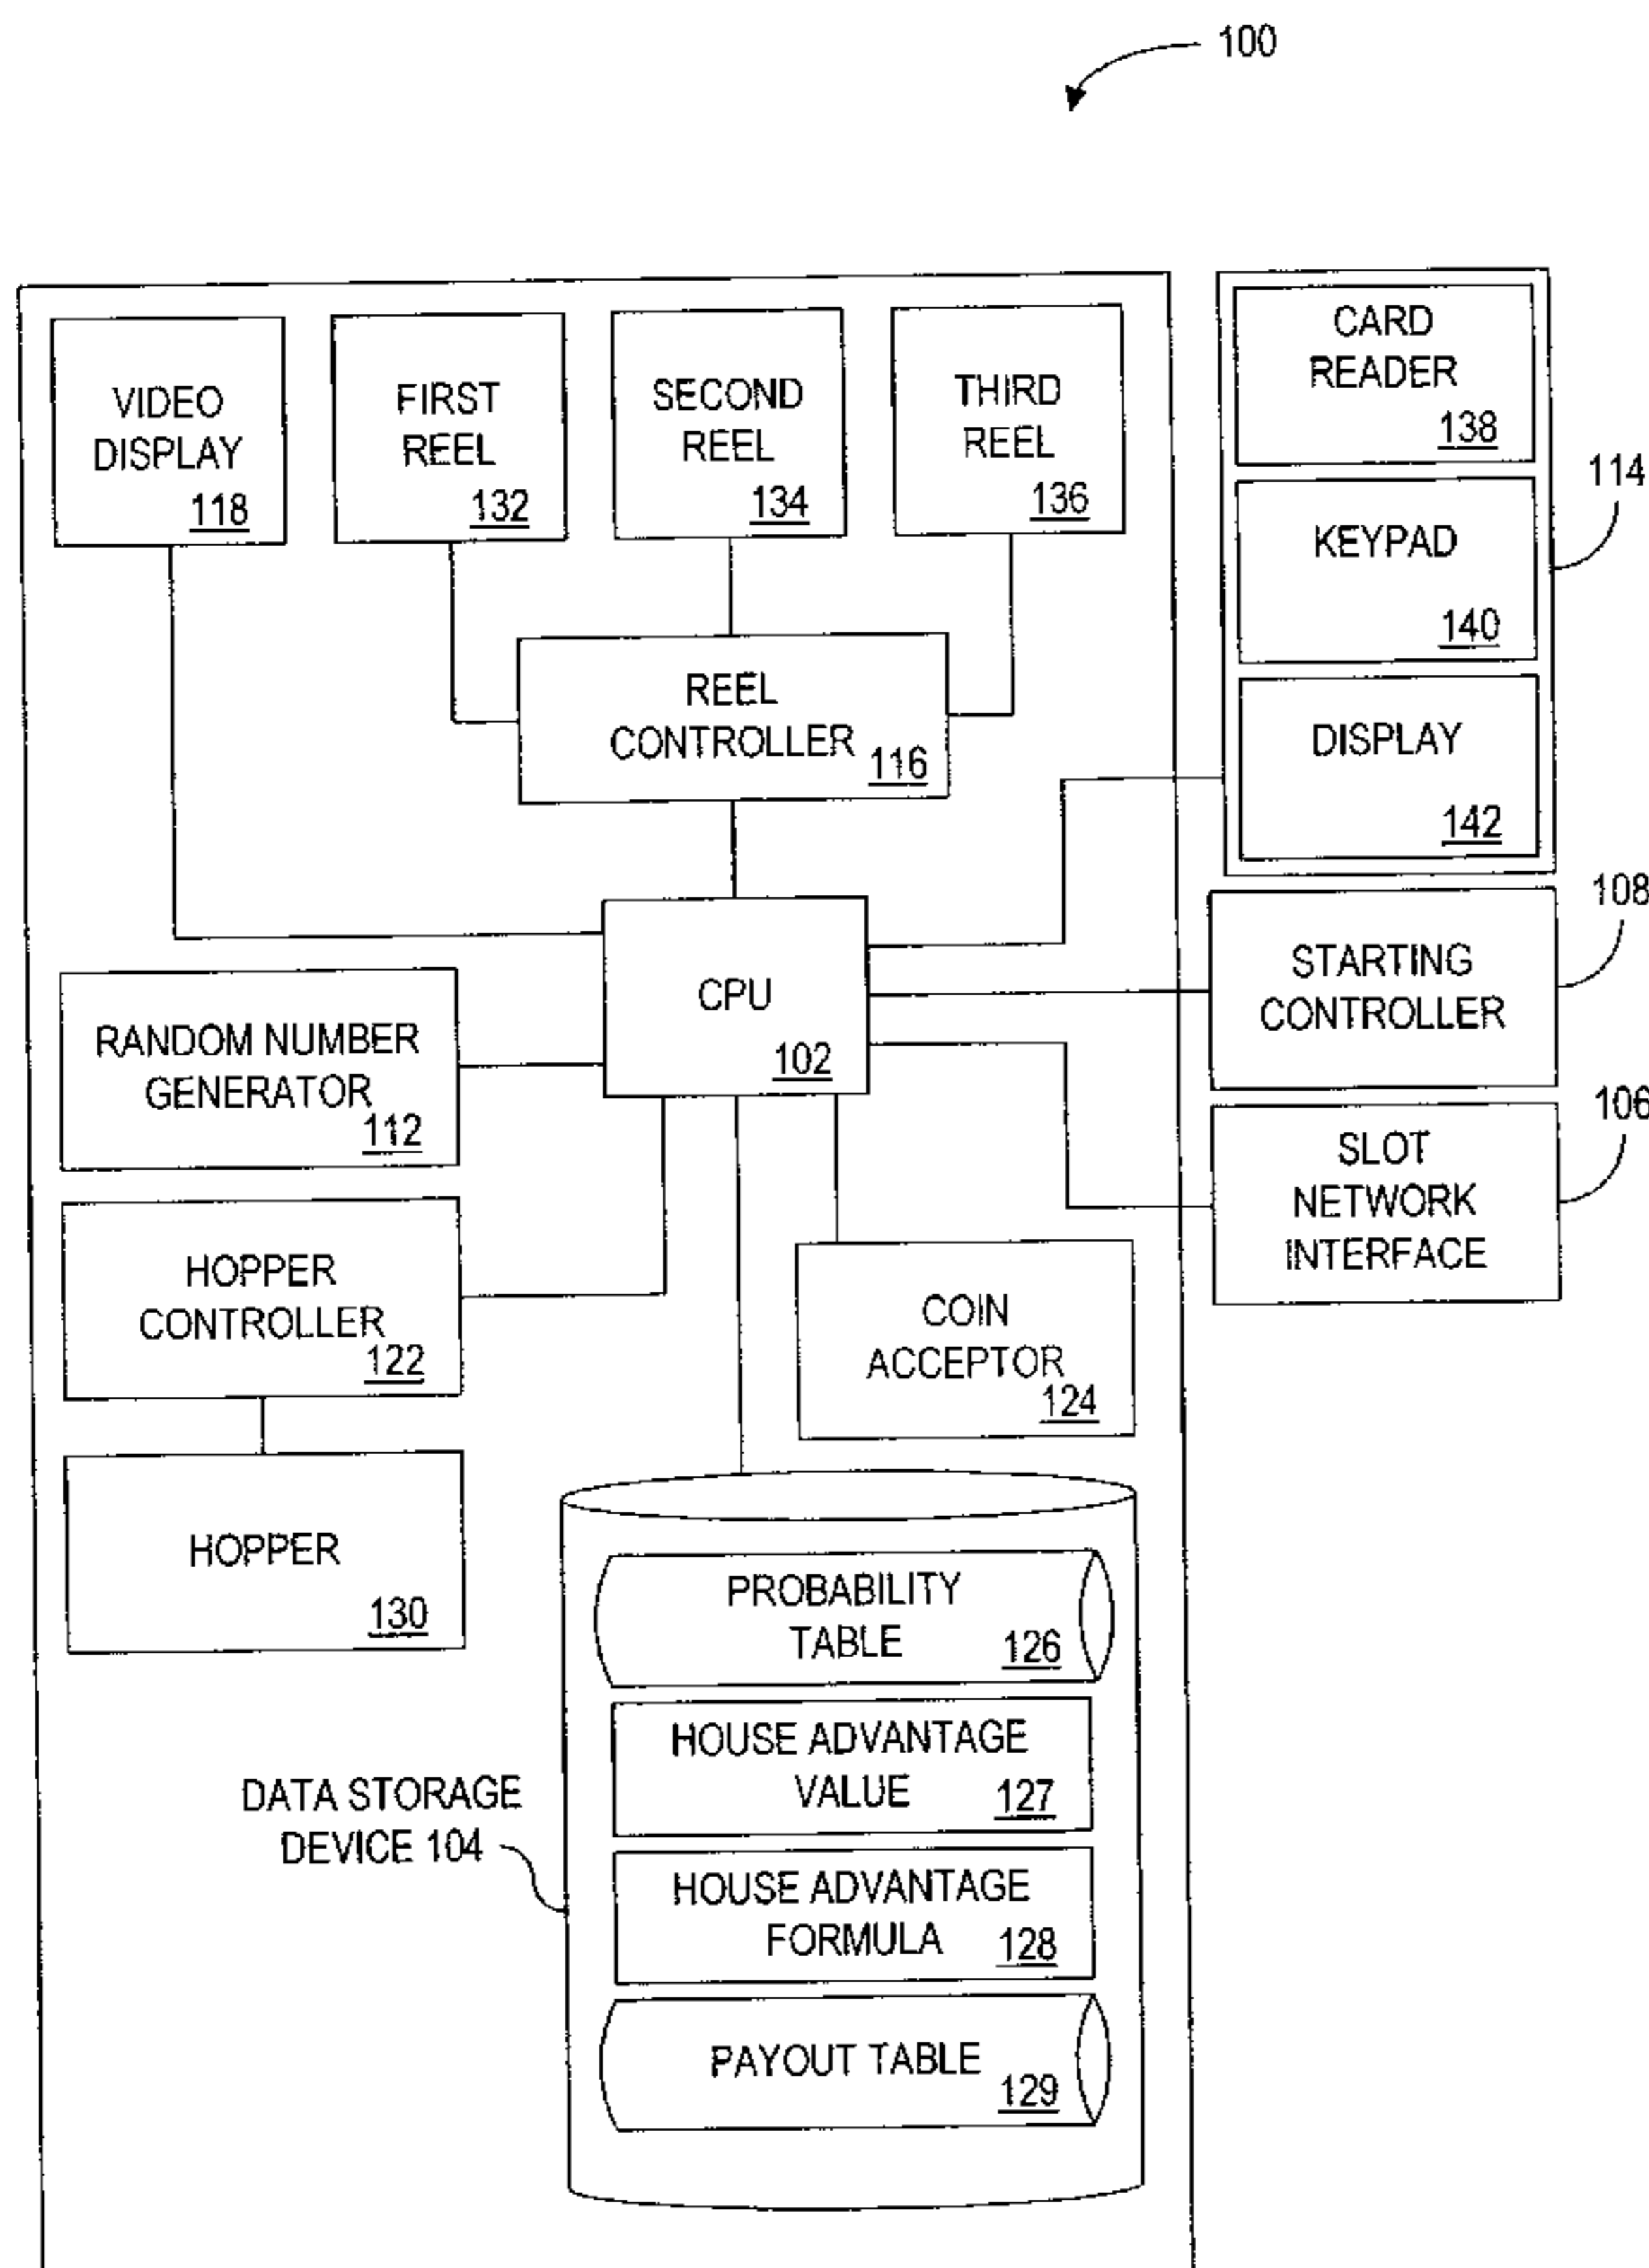 100
VIDEO
DISPLAY
118
FIRST
REEL
132
SECOND
REEL
134
THIRD
REEL
136
CARD
READER
138
KEYPAD
140
DISPLAY
142
114
REEL
CONTROLLER
116
CPU
102
STARTING
CONTROLLER
108
SLOT
NETWORK
INTERFACE
106
RANDOM NUMBER
GENERATOR
112
HOPPER
CONTROLLER
122
COIN
ACCEPTOR
124
HOPPER
130
DATA STORAGE
DEVICE 104
PROBABILITY
TABLE
126
HOUSE ADVANTAGE
VALUE
127
HOUSE ADVANTAGE
FORMULA
128
PAYOUT TABLE
129